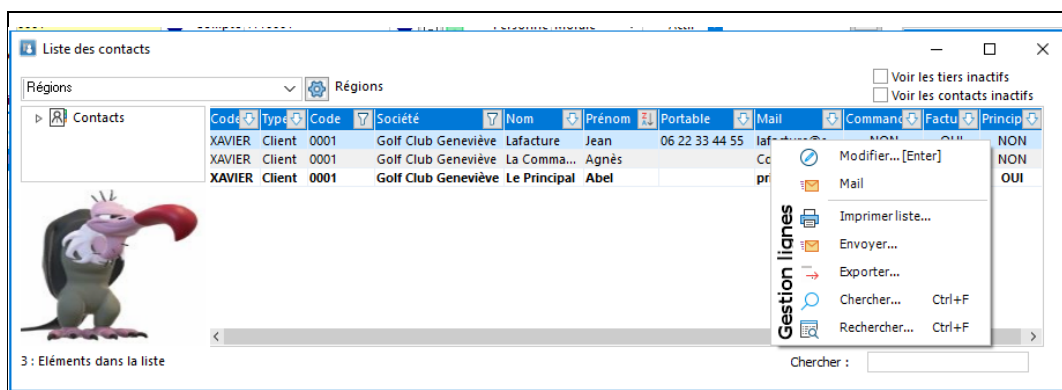 Liste des contacts
Régions
Régions
Voir les tiers inactifs
Voir les contacts inactifs
Contacts
Code Type Code Société Nom Prénom Portable Mail Command Factu Princip
XAVIER Client 0001 Golf Club Geneviève Lafacture Jean 06 22 33 44 55 NON
XAVIER Client 0001 Golf Club Geneviève La Comma... Agnès Co NON
XAVIER Client 0001 Golf Club Geneviève Le Principal Abel pri OUI
Gestion lignes
Modifier... [Enter]
Mail
Imprimer liste...
Envoyer...
Exporter...
Chercher... Ctrl+F
Rechercher... Ctrl+F
3 : Eléments dans la liste
Chercher :